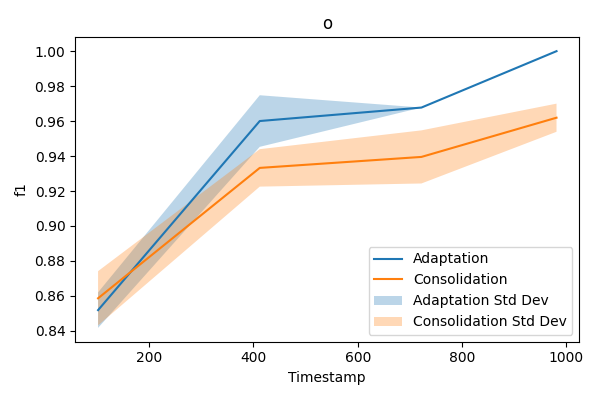 o
f1
1.00
0.98
0.96
0.94
0.92
0.90
0.88
0.86
0.84
Adaptation
Consolidation
Adaptation Std Dev
Consolidation Std Dev
200
400
600
800
1000
Timestamp